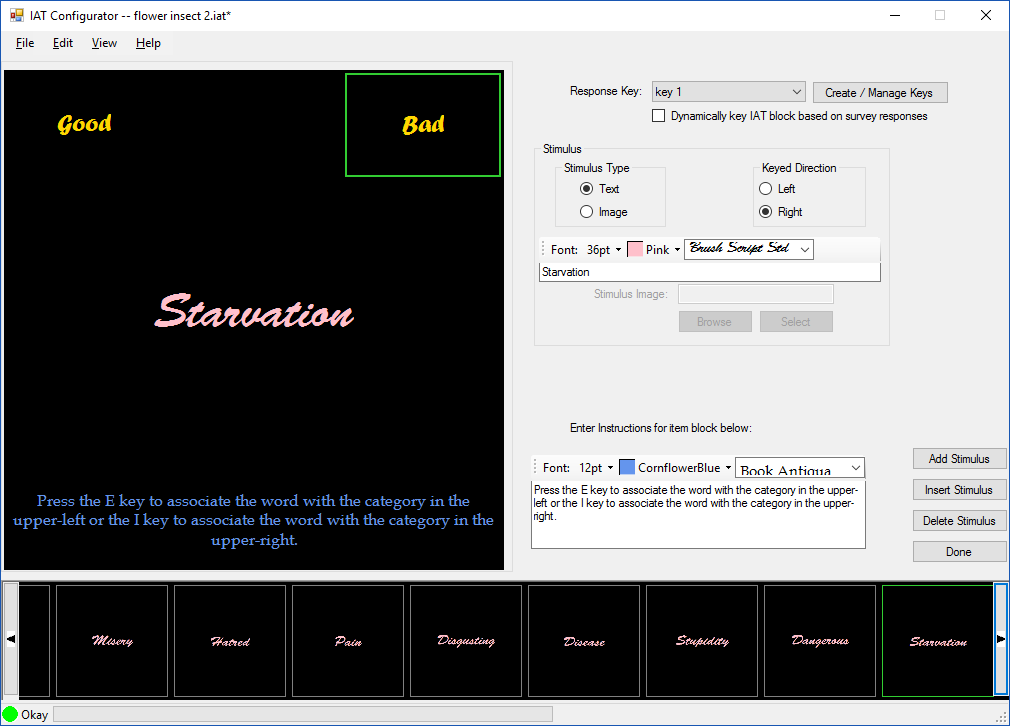 IAT Configurator -- flower insect 2.iat*
File Edit View Help
Good
Bad
Starvation
Press the E key to associate the word with the category in the
upper-left or the I key to associate the word with the category in the
upper-right.
Response Key: key 1 Create / Manage Keys
Dynamically key IAT block based on survey responses
Stimulus
Stimulus Type
Text
Image
Keyed Direction
Left
Right
Font: 36pt Pink Brush Script Std
Starvation
Stimulus Image:
Browse Select
Enter Instructions for item block below:
Font: 12pt CornflowerBlue Book Antiqua
Press the E key to associate the word with the category in the upper-
left or the I key to associate the word with the category in the upper-
right.
Add Stimulus
Insert Stimulus
Delete Stimulus
Done
Misery Hatred Pain Disgusting Disease Stupidity Dangerous Starvation
Okay